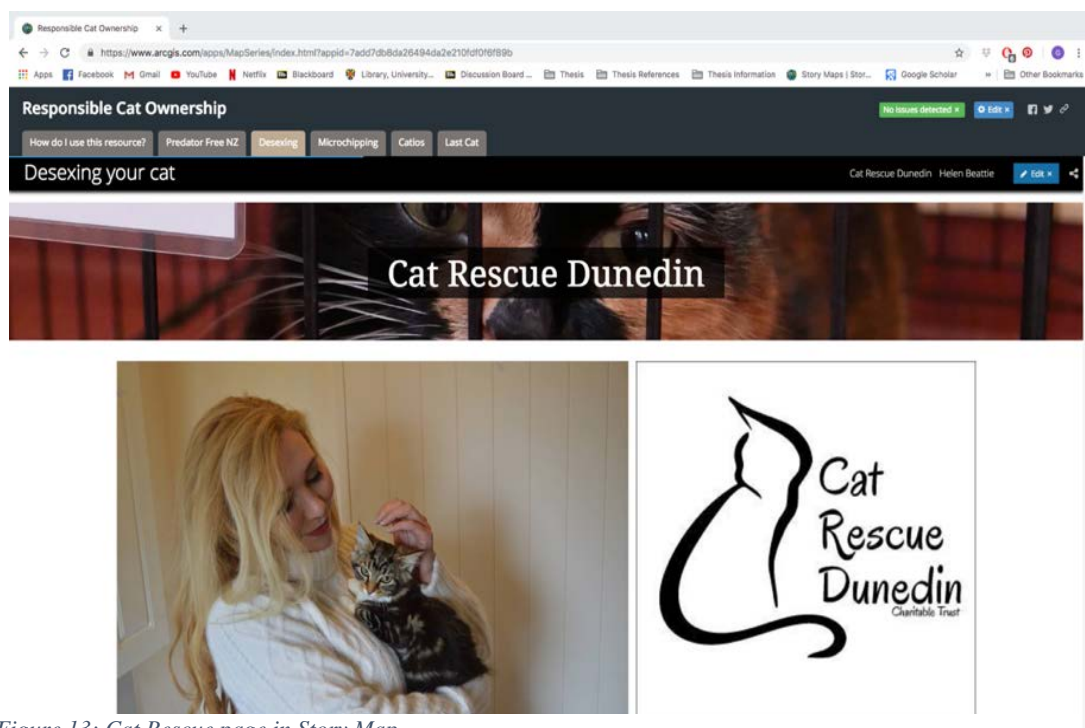 Responsible Cat Ownership
https://www.arcgis.com/apps/MapSeries/index.html?appid=7add7db8da26494da2e210fdf0f6f89b
Apps Facebook Gmail YouTube Netflix Blackboard Library, University... Discussion Board ... Thesis Thesis References Thesis Information Story Maps | Stor... Google Scholar » Other Bookmarks
Responsible Cat Ownership
No issues detected × Edit ×
How do I use this resource? Predator Free NZ Desexing Microchipping Catios Last Cat
Desexing your cat
Cat Rescue Dunedin Helen Beattie Edit ×
Cat Rescue Dunedin
Cat
Rescue
Dunedin
Charitable Trust
Figure 13: Cat Rescue page in Story Map